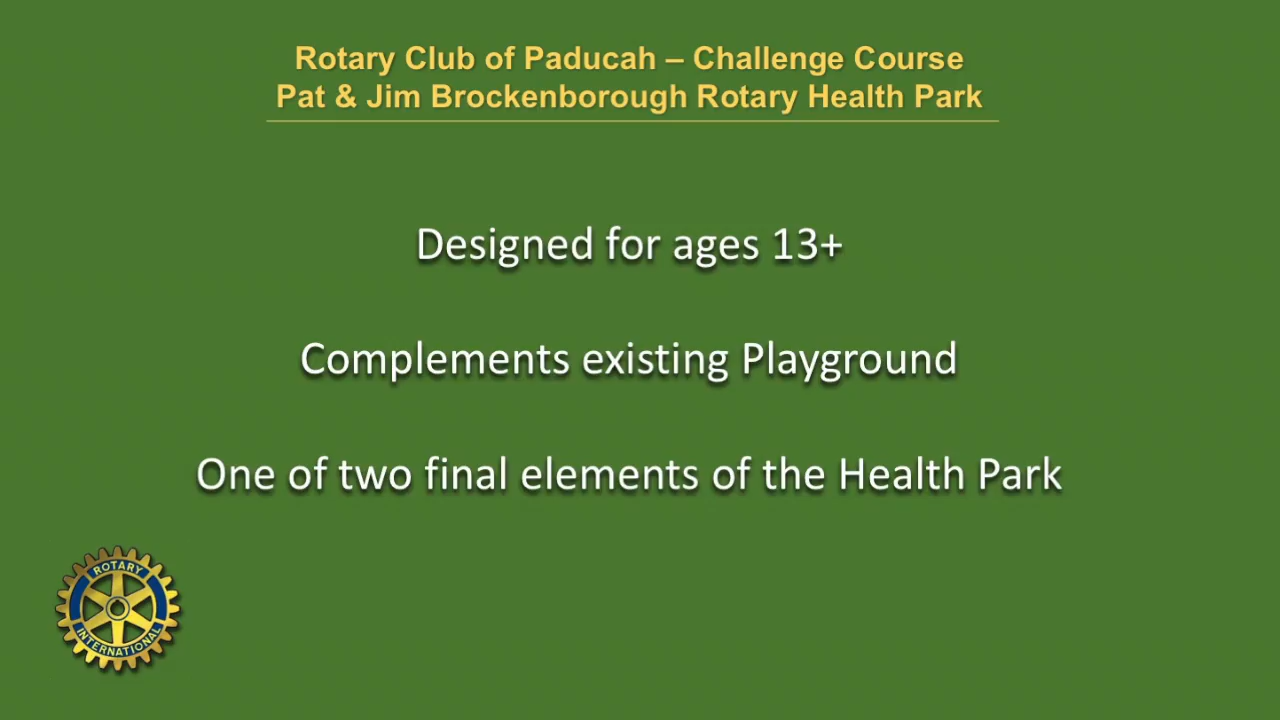 Rotary Club of Paducah – Challenge Course
Pat & Jim Brockenborough Rotary Health Park
Designed for ages 13+
Complements existing Playground
One of two final elements of the Health Park
ROTARY
INTERNATIONAL